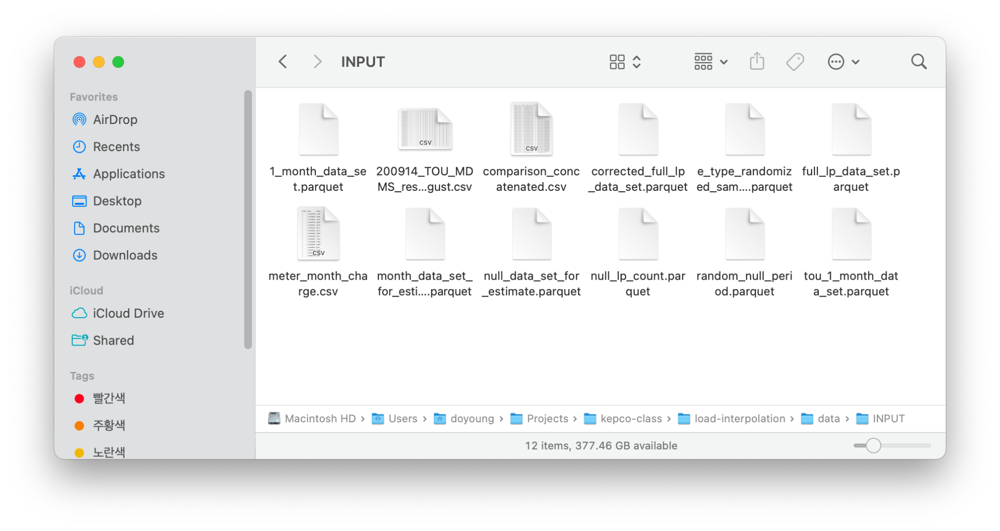 INPUT
Favorites
AirDrop
Recents
Applications
Desktop
Documents
Downloads
iCloud
iCloud Drive
Shared
Tags
빨간색
주황색
노란색
1_month_data_se
t.parquet
CSV
200914_TOU_MD
MS_res...gust.csv
CSV
comparison_conc
atenated.csv
corrected_full_lp
_data_set.parquet
e_type_randomiz
ed_sam....parquet
full_lp_data_set.p
arquet
CSV
meter_month_cha
rge.csv
month_data_set_
for_esti....parquet
null_data_set_for
_estimate.parquet
null_lp_count.par
quet
random_null_peri
od.parquet
tou_1_month_dat
a_set.parquet
Macintosh HD › Users › doyoung › Projects › kepco-class › load-interpolation › data › INPUT
12 items, 377.46 GB available